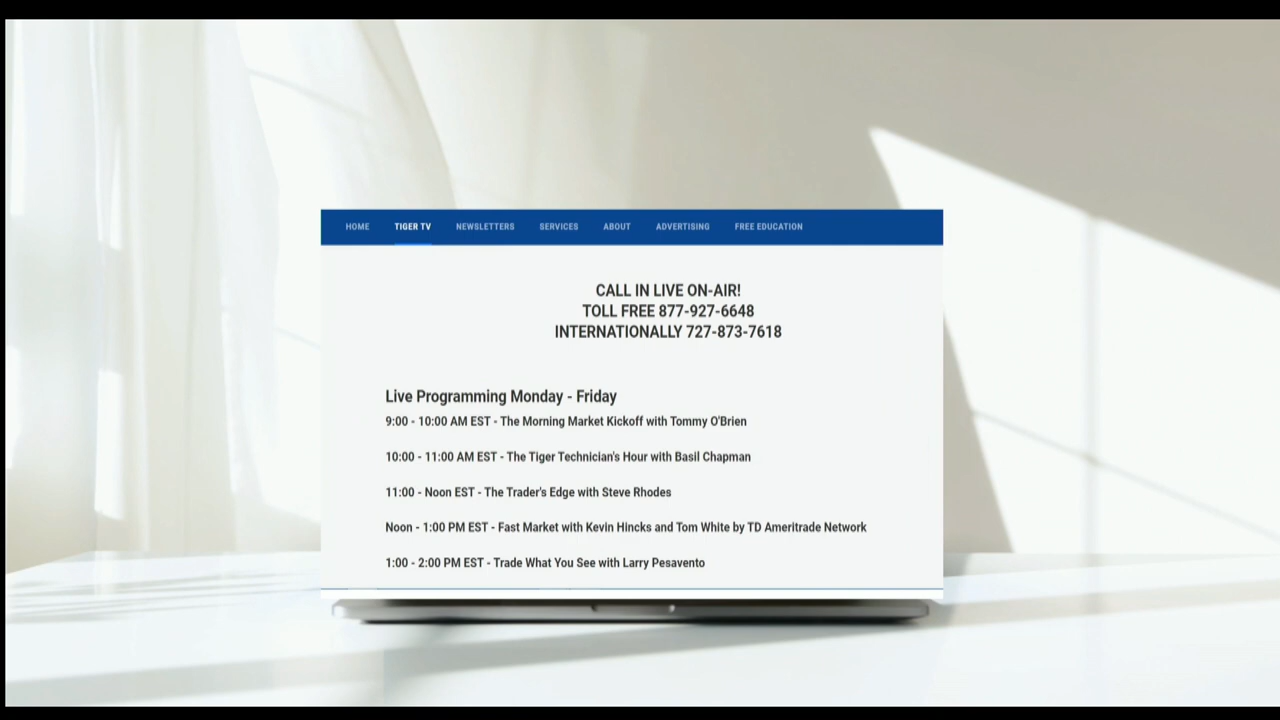 HOME TIGER TV NEWSLETTERS SERVICES ABOUT ADVERTISING FREE EDUCATION
CALL IN LIVE ON-AIR!
TOLL FREE 877-927-6648
INTERNATIONALLY 727-873-7618
Live Programming Monday - Friday
9:00 - 10:00 AM EST - The Morning Market Kickoff with Tommy O'Brien
10:00 - 11:00 AM EST - The Tiger Technician's Hour with Basil Chapman
11:00 - Noon EST - The Trader's Edge with Steve Rhodes
Noon - 1:00 PM EST - Fast Market with Kevin Hincks and Tom White by TD Ameritrade Network
1:00 - 2:00 PM EST - Trade What You See with Larry Pesavento